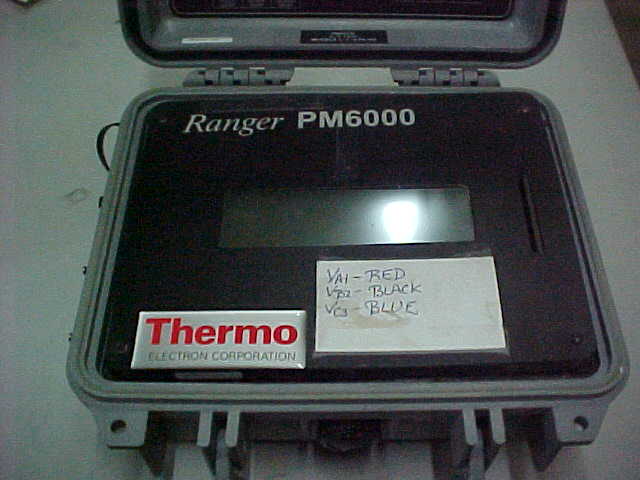 Ranger PM6000
VA1 - RED
VB2 - BLACK
VC3 - BLUE
Thermo
ELECTRON CORPORATION